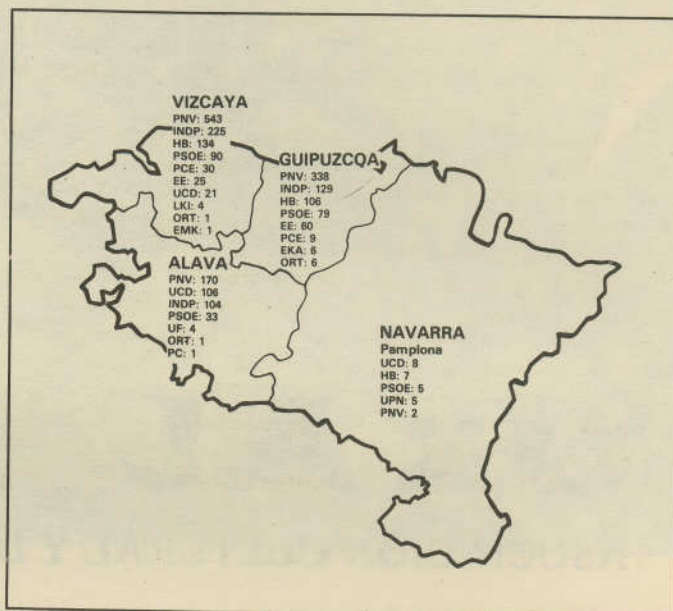 VIZCAYA
PNV: 543
INDP: 225
HB: 134
PSOE: 90
PCE: 30
EE: 25
UCD: 21
LKI: 4
ORT: 1
EMK: 1
GUIPUZCOA
PNV: 338
INDP: 129
HB: 106
PSOE: 79
EE: 60
PCE: 9
EKA: 6
ORT: 6
ALAVA
PNV: 170
UCD: 106
INDP: 104
PSOE: 33
UF: 4
ORT: 1
PC: 1
NAVARRA
Pamplona
UCD: 8
HB: 7
PSOE: 5
UPN: 5
PNV: 2